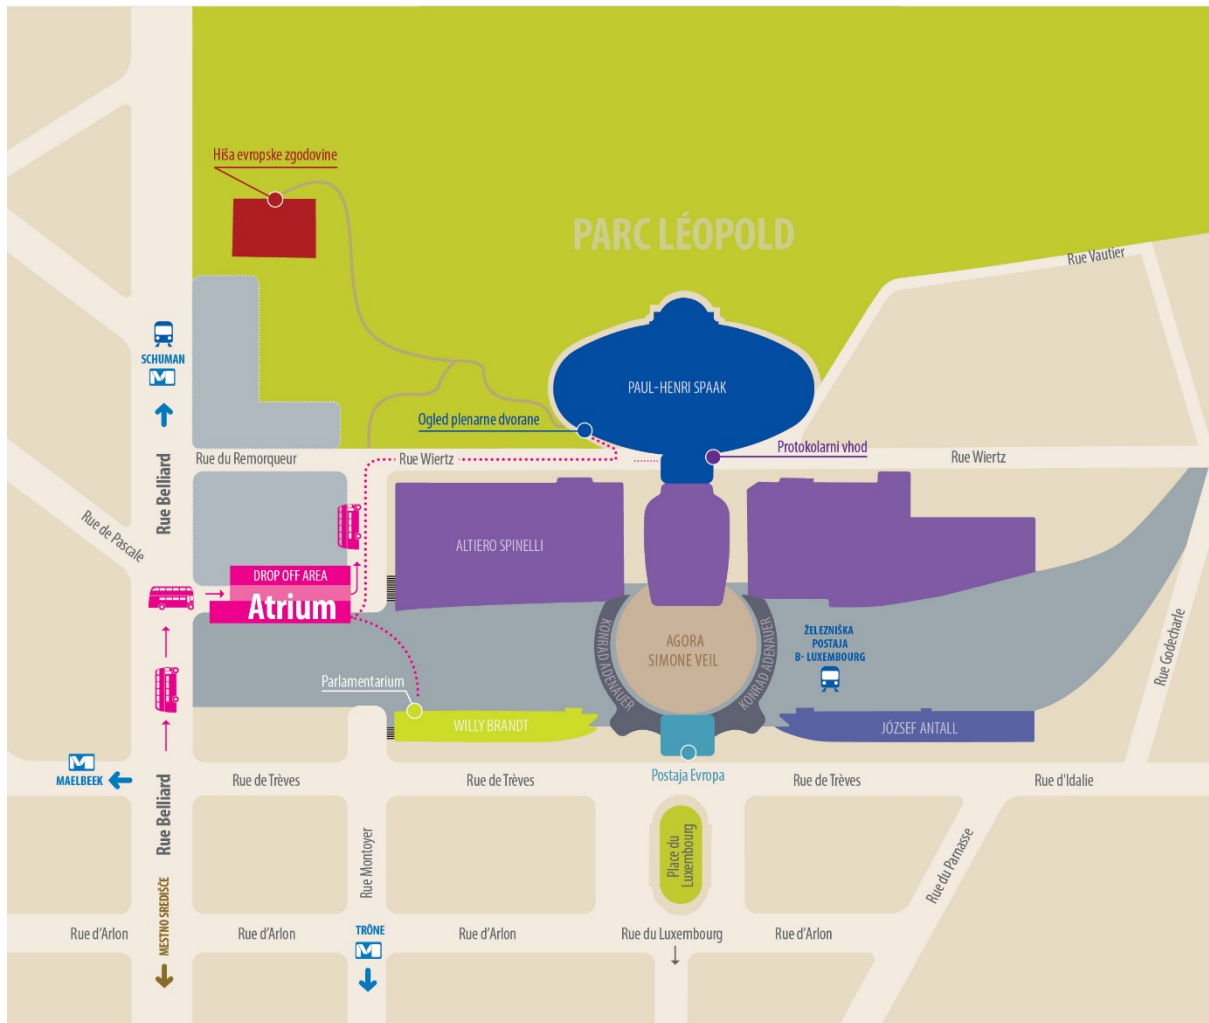 Hiša evropske zgodovine
PARC LÉOPOLD
Rue Vautier
SCHUMAN
M
PAUL-HENRI SPAAK
Ogled plenarne dvorane
Protokolarni vhod
Rue du Remorqueur
Rue Wiertz
Rue Wiertz
Rue Belliard
Rue de Pascale
ALTIERO SPINELLI
DROP OFF AREA
Atrium
KONRAD ADENAUER
AGORA
SIMONE VEIL
KONRAD ADENAUER
ŽELEZNIŠKA
POSTAJA
B- LUXEMBOURG
Rue Godecharle
Parlamentarium
WILLY BRANDT
JÓZSEF ANTALL
M
MAELBEEK
Rue Belliard
Rue de Trèves
Rue de Trèves
Postaja Evropa
Rue de Trèves
Rue d'Idalie
Rue Montoyer
Place du
Luxembourg
Rue du Parnasse
MESTNO SREDIŠČE
Rue d'Arlon
Rue d'Arlon
TRÔNE
M
Rue d'Arlon
Rue du Luxembourg
Rue d'Arlon